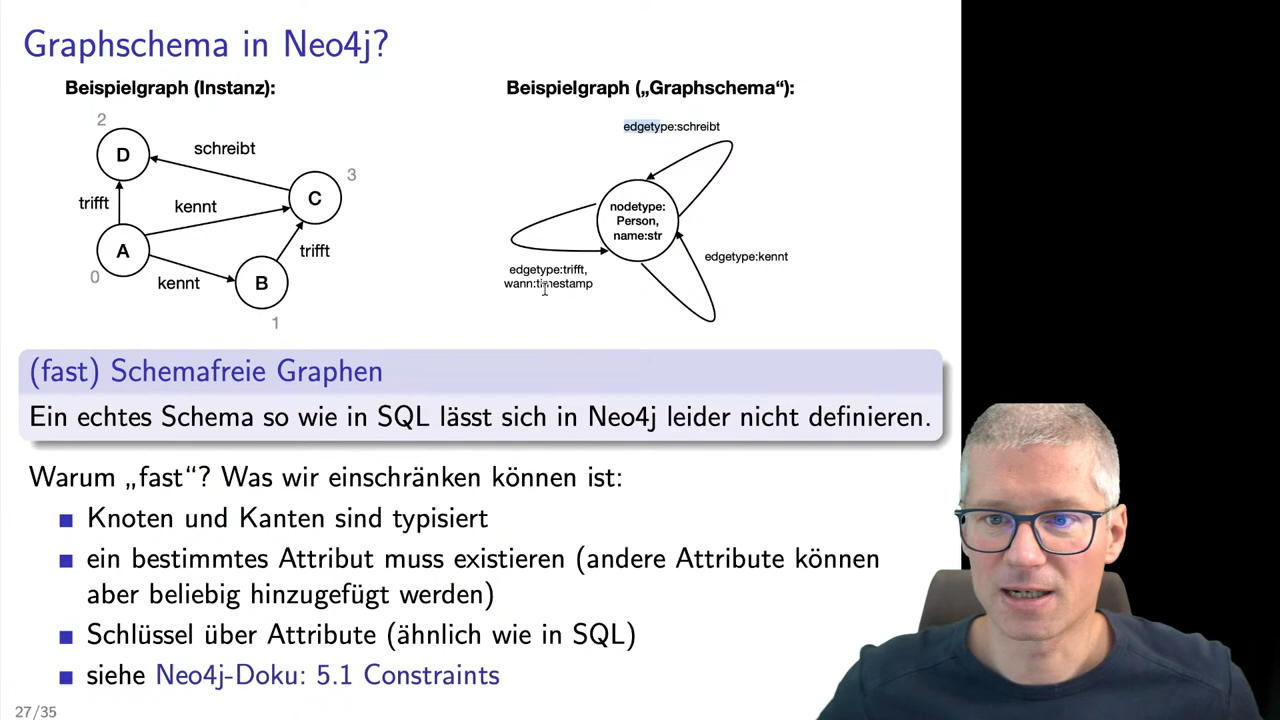 Graphschema in Neo4j?
Beispielgraph (Instanz):
2
D
schreibt
3
C
trifft
kennt
A
0
trifft
kennt
B
1
Beispielgraph („Graphschema“):
edgetype:schreibt
nodetype:
Person,
name:str
edgetype:kennt
edgetype:trifft,
wann:timestamp
(fast) Schemafreie Graphen
Ein echtes Schema so wie in SQL lässt sich in Neo4j leider nicht definieren.
Warum „fast“? Was wir einschränken können ist:
Knoten und Kanten sind typisiert
ein bestimmtes Attribut muss existieren (andere Attribute können
aber beliebig hinzugefügt werden)
Schlüssel über Attribute (ähnlich wie in SQL)
siehe Neo4j-Doku: 5.1 Constraints
27/35